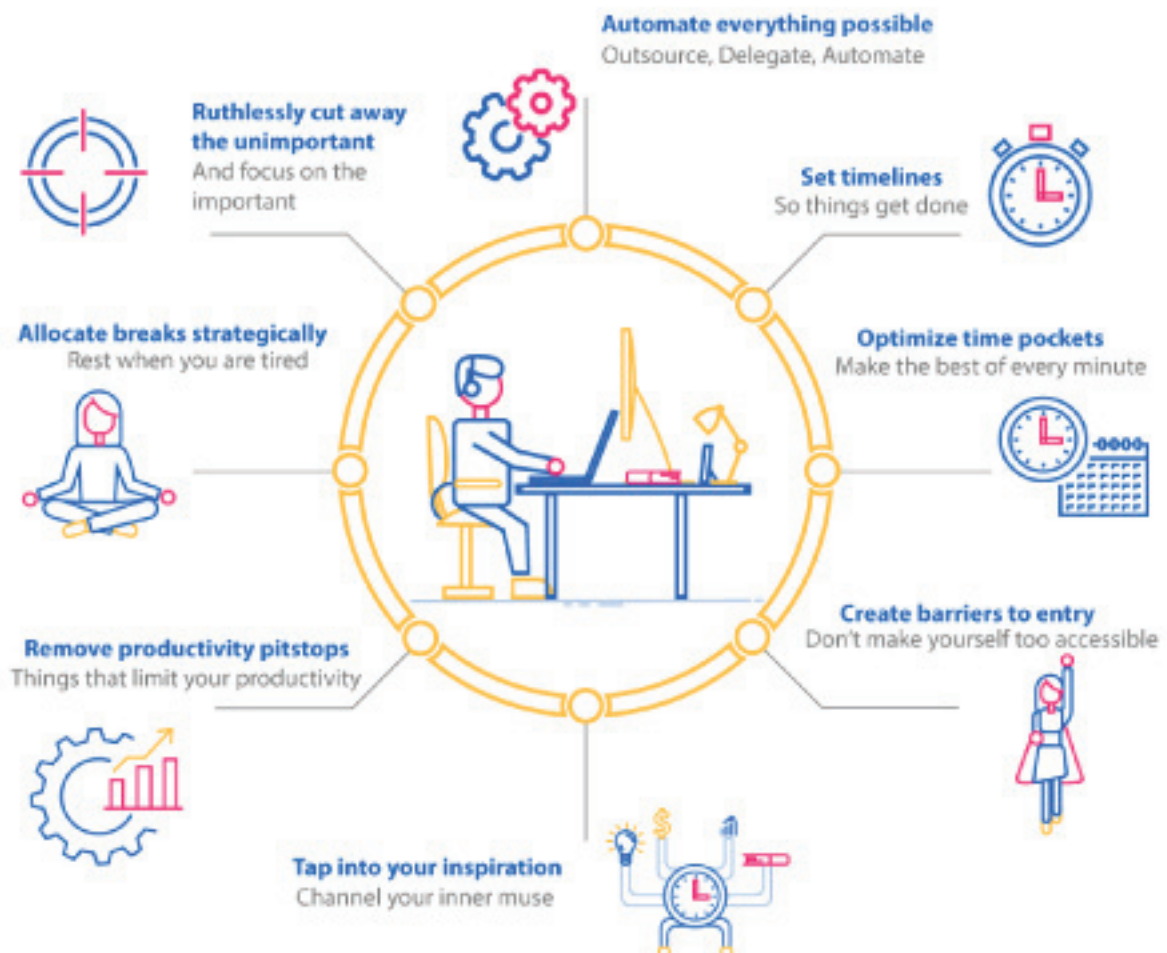 Automate everything possible
Outsource, Delegate, Automate
Ruthlessly cut away
the unimportant
And focus on the
important
Set timelines
So things get done
Allocate breaks strategically
Rest when you are tired
Optimize time pockets
Make the best of every minute
Create barriers to entry
Don't make yourself too accessible
Remove productivity pitstops
Things that limit your productivity
Tap into your inspiration
Channel your inner muse